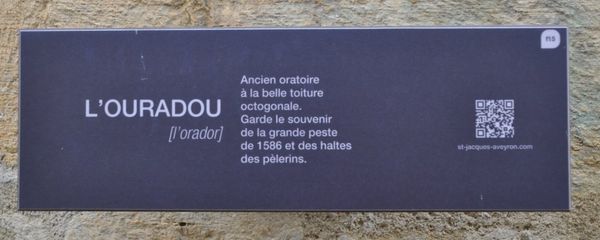 ns
L'OURADOU
[l'orador]
Ancien oratoire
à la belle toiture
octogonale.
Garde le souvenir
de la grande peste
de 1586 et des haltes
des pèlerins.
st-jacques-aveyron.com